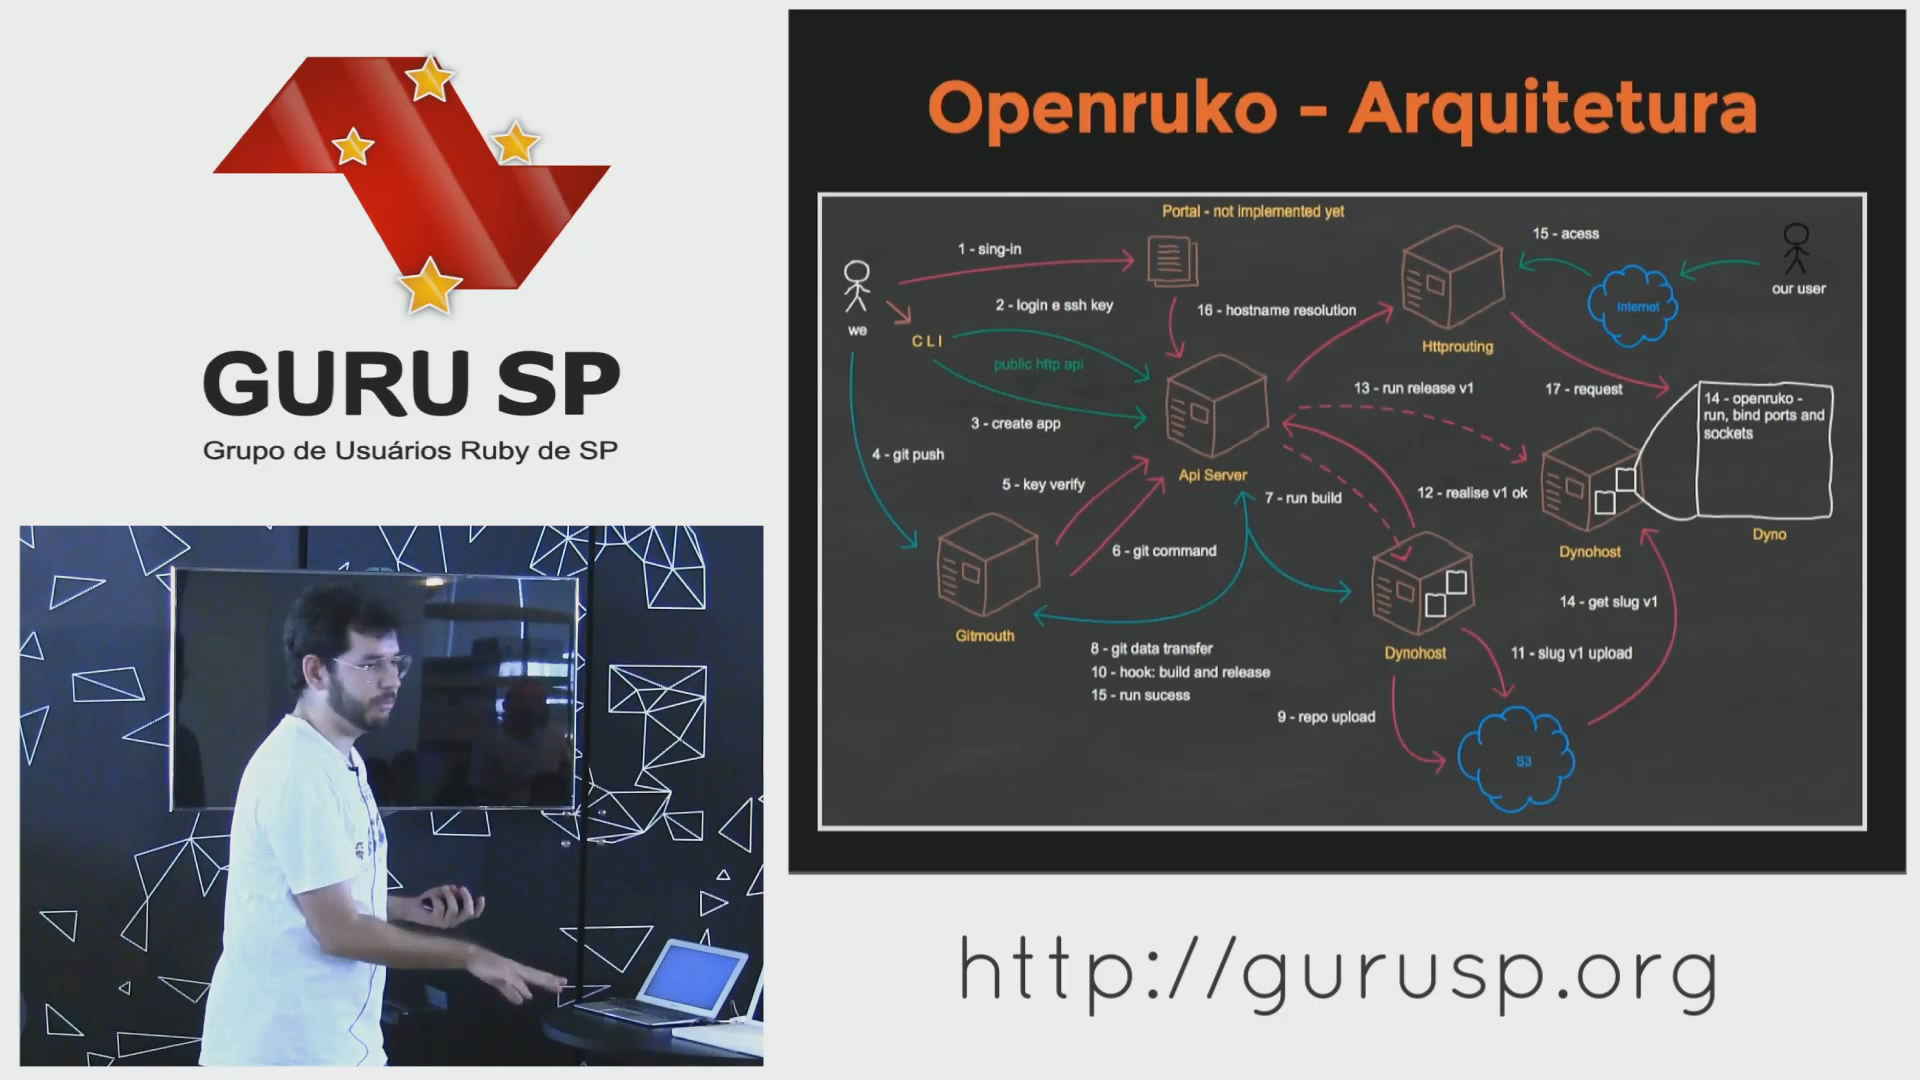 GURU SP
Grupo de Usuários Ruby de SP
Openruko - Arquitetura
Portal - not implemented yet
1 - sing-in
15 - acess
2 - login e ssh key
16 - hostname resolution
Internet
our user
we
CLI
Httprouting
public http api
13 - run release v1
17 - request
14 - openruko -
run, bind ports and
sockets
3 - create app
4 - git push
Api Server
5 - key verify
7 - run build
12 - realise v1 ok
Dyno
6 - git command
Dynohost
14 - get slug v1
Gitmouth
8 - git data transfer
Dynohost
11 - slug v1 upload
10 - hook: build and release
15 - run sucess
9 - repo upload
S3
http://gurusp.org